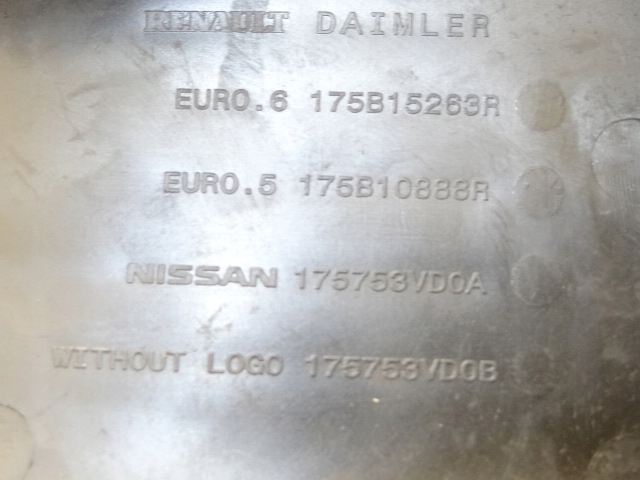 RENAULT DAIMLER
EURO.6 175B15263R
EURO.5 175B10888R
NISSAN 175753VD0A
WITHOUT LOGO 175753VD0B